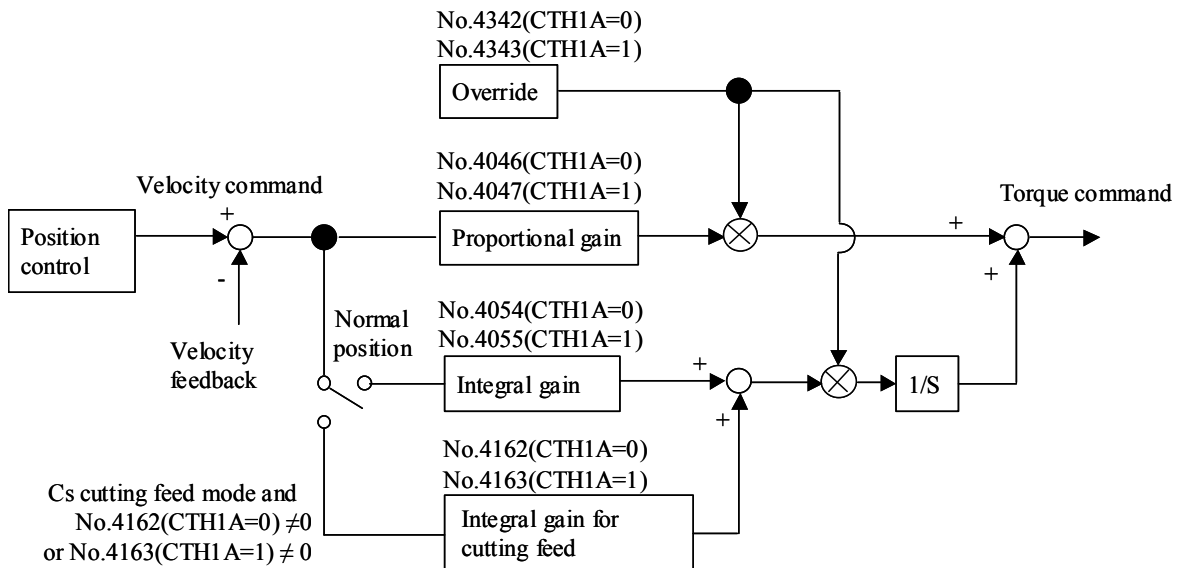 No.4342(CTH1A=0)
No.4343(CTH1A=1)
Override
No.4046(CTH1A=0)
No.4047(CTH1A=1)
Velocity command
Torque command
+
+
Position
control
Proportional gain
-
+
No.4054(CTH1A=0)
No.4055(CTH1A=1)
Normal
position
Velocity
feedback
+
Integral gain
1/S
+
No.4162(CTH1A=0)
No.4163(CTH1A=1)
Cs cutting feed mode and
No.4162(CTH1A=0) ≠0
or No.4163(CTH1A=1) ≠ 0
Integral gain for
cutting feed